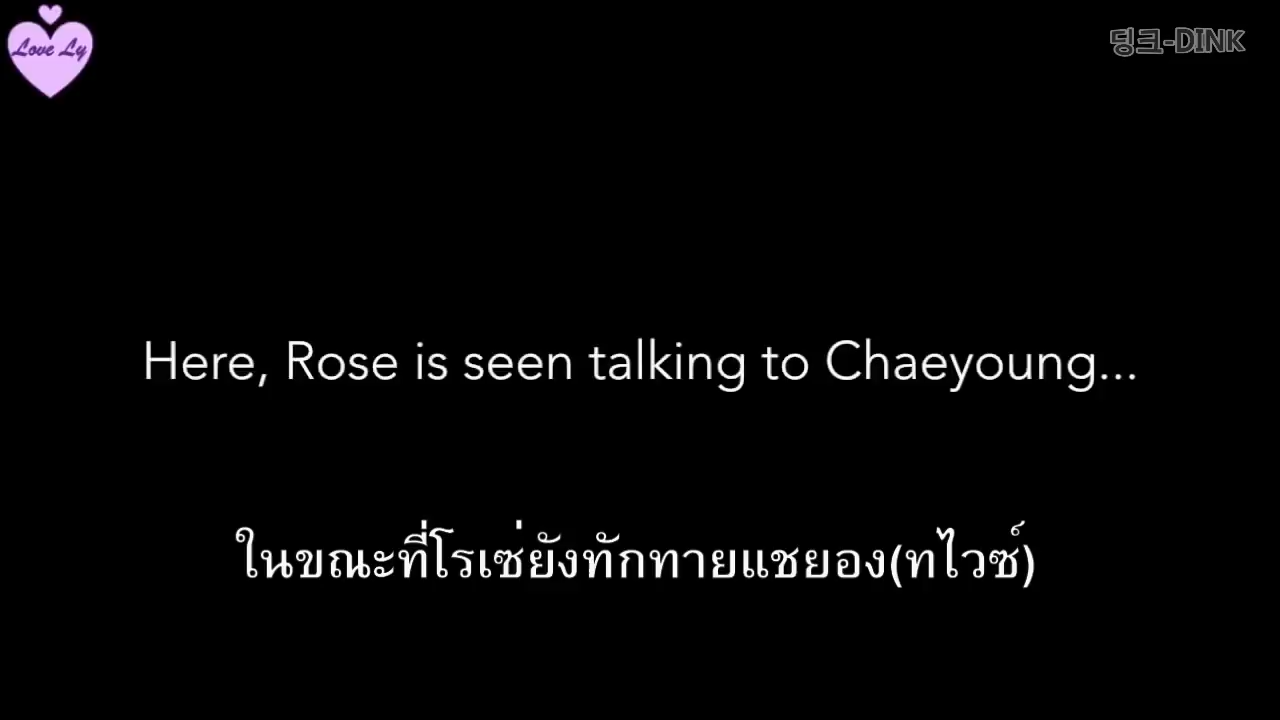 Love Ly
딩크-DINK
Here, Rose is seen talking to Chaeyoung...
ในขณะที่โรเซ่ยังทักทายแชยอง(ทไวซ์)